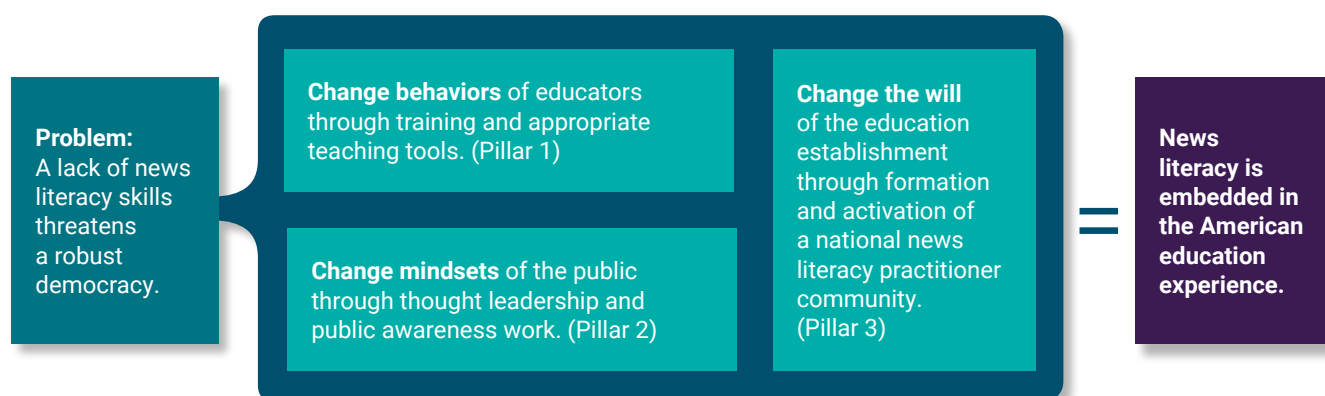 Problem:
A lack of news
literacy skills
threatens
a robust
democracy.
Change behaviors of educators
through training and appropriate
teaching tools. (Pillar 1)
Change mindsets of the public
through thought leadership and
public awareness work. (Pillar 2)
Change the will
of the education
establishment
through formation
and activation of
a national news
literacy practitioner
community.
(Pillar 3)
=
News
literacy is
embedded in
the American
education
experience.